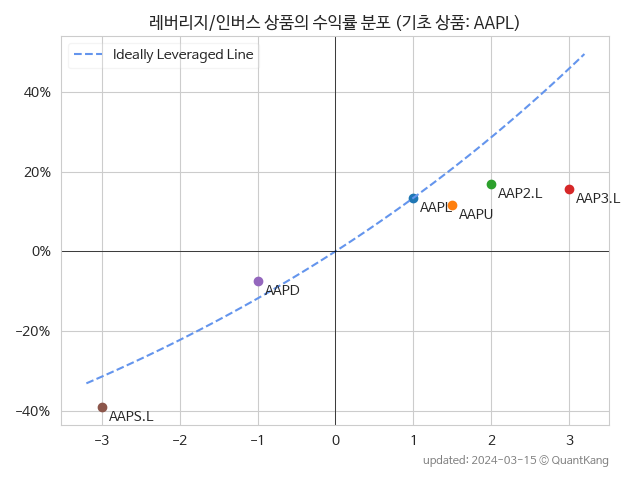 레버리지/인버스 상품의 수익률 분포 (기초 상품: AAPL)
Ideally Leveraged Line
40%
20%
0%
−20%
−40%
AAPL
AAPU
AAP2.L
AAP3.L
AAPD
AAPS.L
−3
−2
−1
0
1
2
3
updated: 2024-03-15 © QuantKang